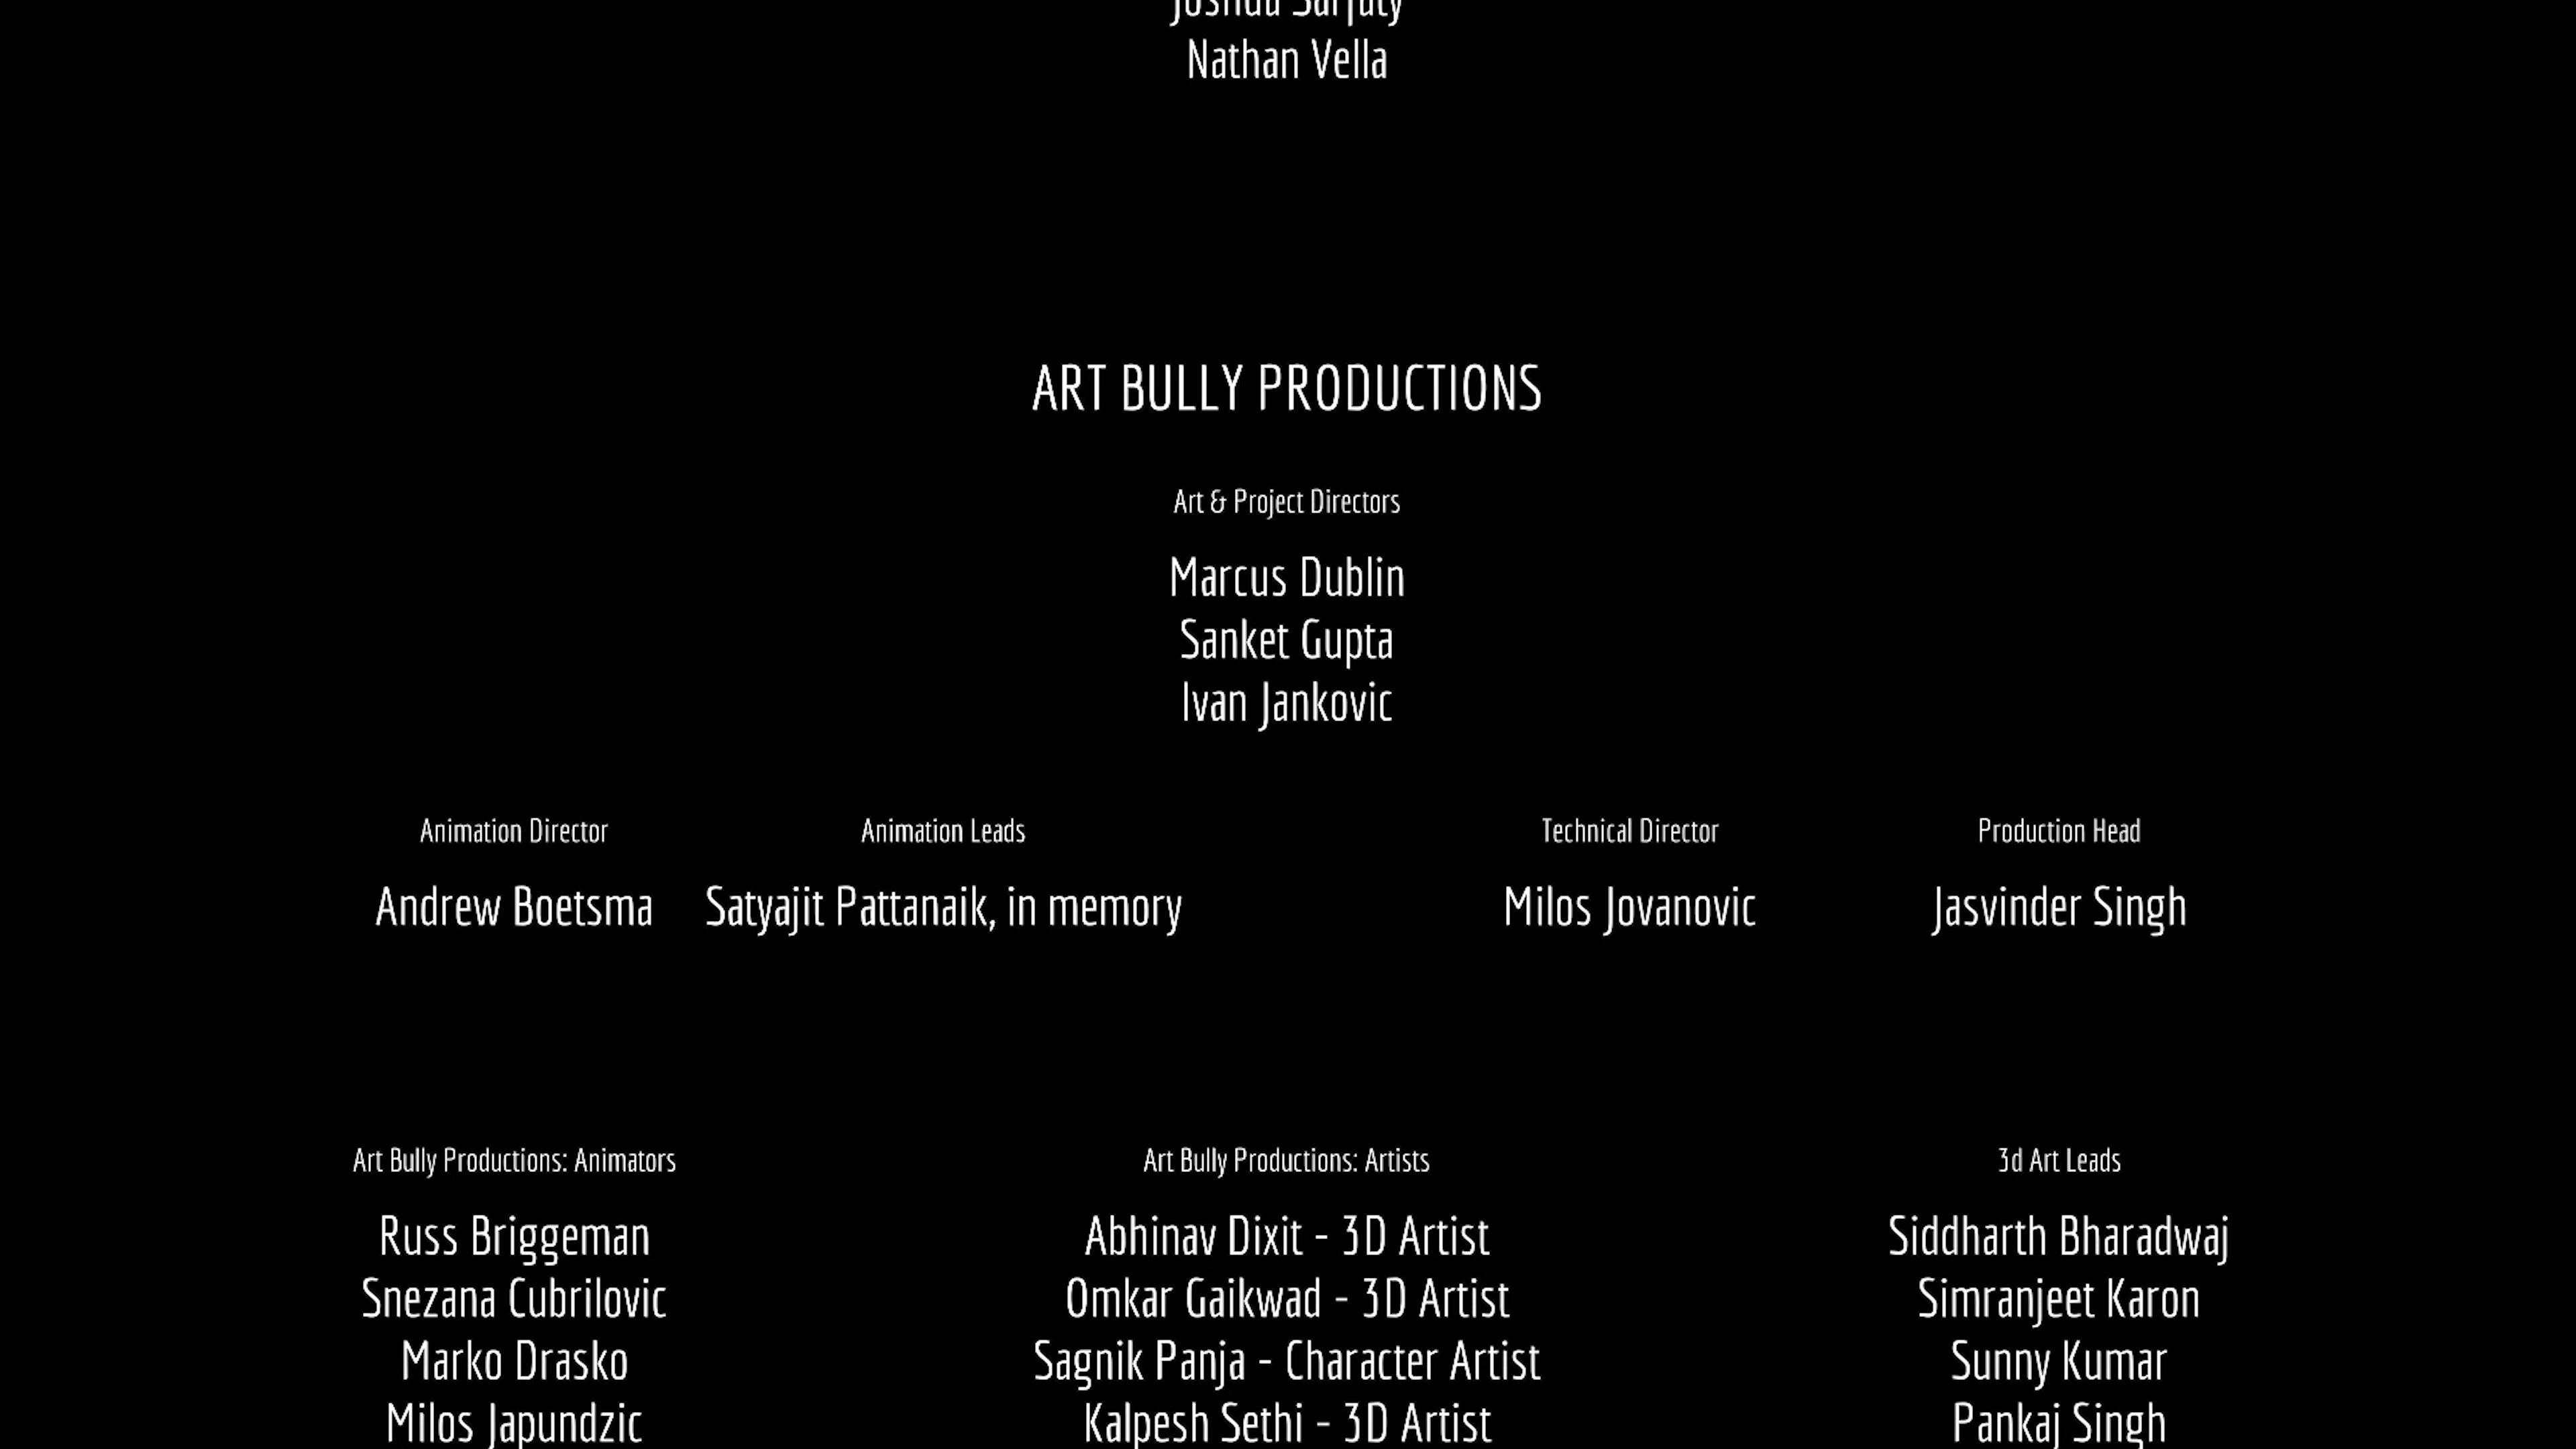 Nathan Vella
ART BULLY PRODUCTIONS
Art & Project Directors
Marcus Dublin
Sanket Gupta
Ivan Jankovic
Animation Director
Andrew Boetsma
Animation Leads
Satyajit Pattanaik, in memory
Technical Director
Milos Jovanovic
Production Head
Jasvinder Singh
Art Bully Productions: Animators
Russ Briggeman
Snezana Cubrilovic
Marko Drasko
Milos Japundzic
Art Bully Productions: Artists
Abhinav Dixit - 3D Artist
Omkar Gaikwad - 3D Artist
Sagnik Panja - Character Artist
Kalpesh Sethi - 3D Artist
3d Art Leads
Siddharth Bharadwaj
Simranjeet Karon
Sunny Kumar
Pankaj Singh